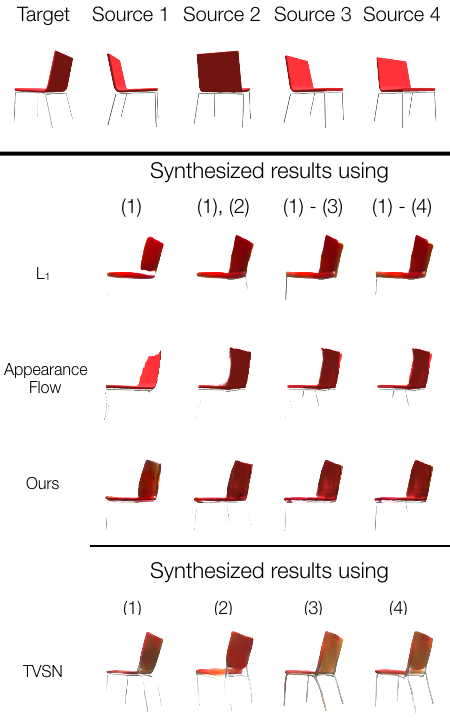 Target Source 1 Source 2 Source 3 Source 4
Synthesized results using
(1) (1), (2) (1) - (3) (1) - (4)
L₁
Appearance
Flow
Ours
Synthesized results using
(1) (2) (3) (4)
TVSN